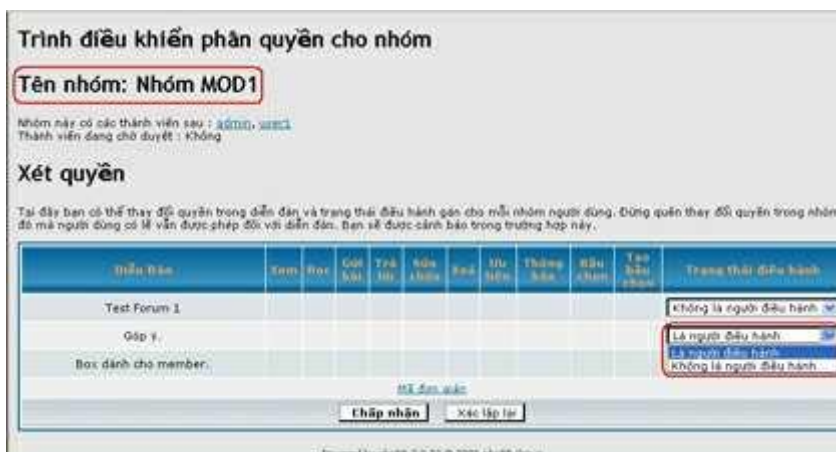 Trình điều khiển phân quyền cho nhóm
Tên nhóm: Nhóm MOD1
Nhóm này có các thành viên sau : admin, user1
Thành viên đang chờ duyệt : Không
Xét quyền
Tại đây bạn có thể thay đổi quyền trong diễn đàn và trạng thái điều hành gán cho mỗi nhóm người dùng. Đừng quên thay đổi quyền trong nhóm
đó mà người dùng có lẽ vẫn được phép đối với diễn đàn. Bạn sẽ được cảnh báo trong trường hợp này.
Diễn Đàn Xem Đọc Gửi bài Trả lời Sửa chữa Xoá Ưu tiên Thông báo Bầu chọn Tạo bầu chọn Trạng thái điều hành
Test Forum 1 Không là người điều hành
Góp ý. Là người điều hành
Là người điều hành
Box dành cho member. Không là người điều hành
Mã đơn giản
Chấp nhận Xác lập lại